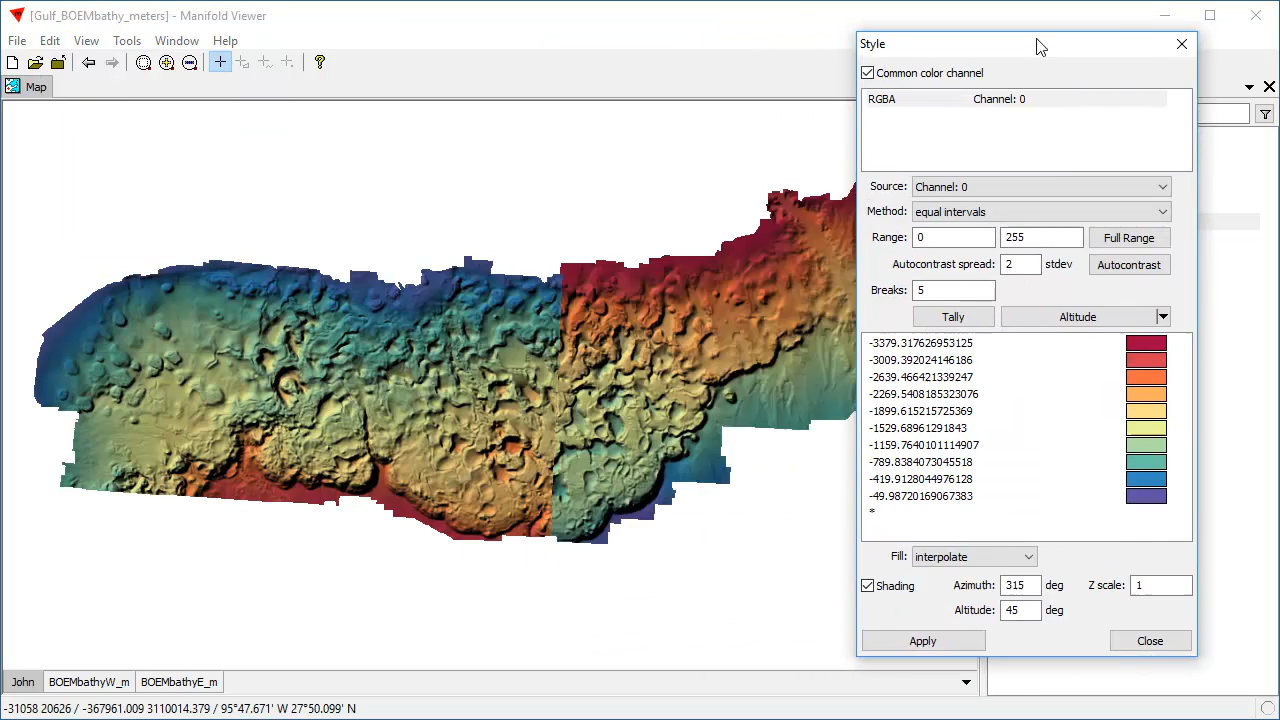 [Gulf_BOEMbathy_meters] - Manifold Viewer
File Edit View Tools Window Help
Map
Style
Common color channel
RGBA Channel: 0
Source: Channel: 0
Method: equal intervals
Range: 0 255 Full Range
Autocontrast spread: 2 stdev Autocontrast
Breaks: 5
Tally Altitude
-3379.317626953125
-3009.392024146186
-2639.466421339247
-2269.5408185323076
-1899.615215725369
-1529.68961291843
-1159.7640101114907
-789.8384073045518
-419.9128044976128
-49.98720169067383
*
Fill: interpolate
Shading Azimuth: 315 deg Z scale: 1
Altitude: 45 deg
Apply Close
John BOEMbathyW_m BOEMbathyE_m
-31058 20626 / -367961.009 3110014.379 / 95°47.671' W 27°50.099' N